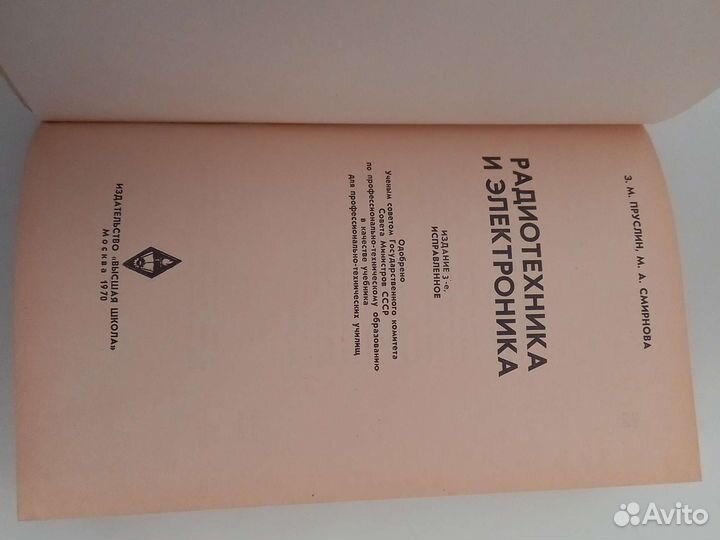 З. М. ПРУСЛИН, М. А. СМИРНОВА
РАДИОТЕХНИКА
И ЭЛЕКТРОНИКА
ИЗДАНИЕ 3-е,
ИСПРАВЛЕННОЕ
Одобрено
Ученым советом Государственного комитета
Совета Министров СССР
по профессионально-техническому образованию
в качестве учебника
для профессионально-технических училищ
ИЗДАТЕЛЬСТВО «ВЫСШАЯ ШКОЛА»
Москва 1970
Avito